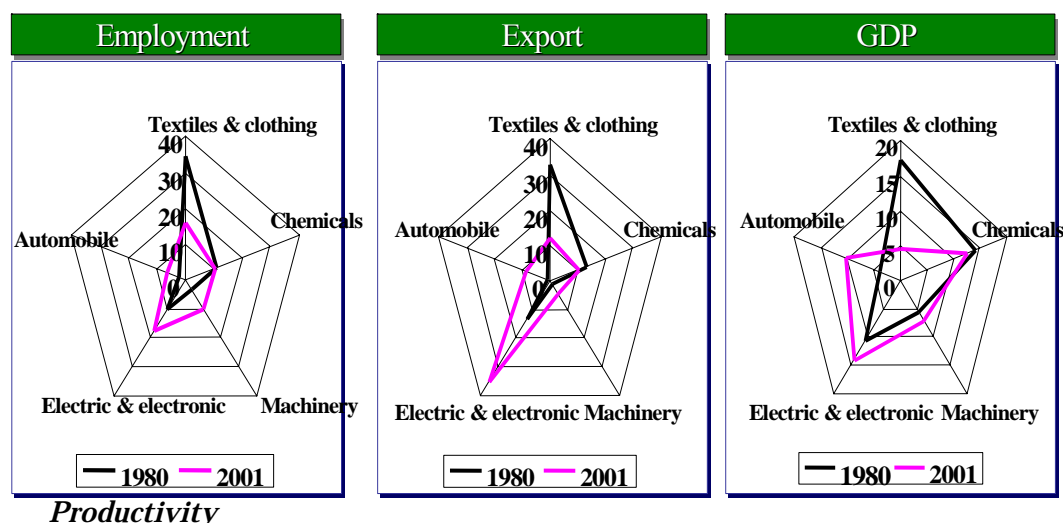 Employment
Export
GDP
Textiles & clothing
40
30
20
10
0
Chemicals
Automobile
Electric & electronic
Machinery
1980
2001
Textiles & clothing
40
30
20
10
0
Chemicals
Automobile
Electric & electronic
Machinery
1980
2001
Textiles & clothing
20
15
10
5
0
Chemicals
Automobile
Electric & electronic
Machinery
1980
2001
Productivity